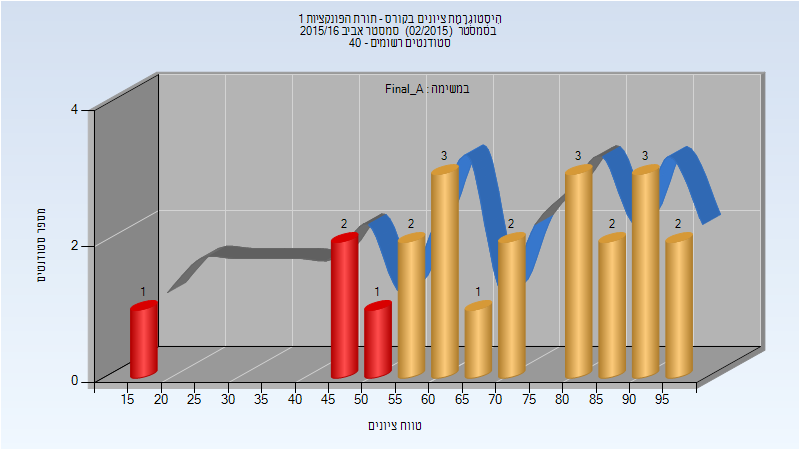 היסטוגרמת ציונים בקורס - תורת הפונקציות 1
בסמסטר (02/2015) סמסטר אביב 2015/16
סטודנטים רשומים - 40
במשימה : Final_A
מספר סטודנטים
4
2
0
1
2
1
2
3
1
2
3
2
3
2
15 20 25 30 35 40 45 50 55 60 65 70 75 80 85 90 95
טווח ציונים